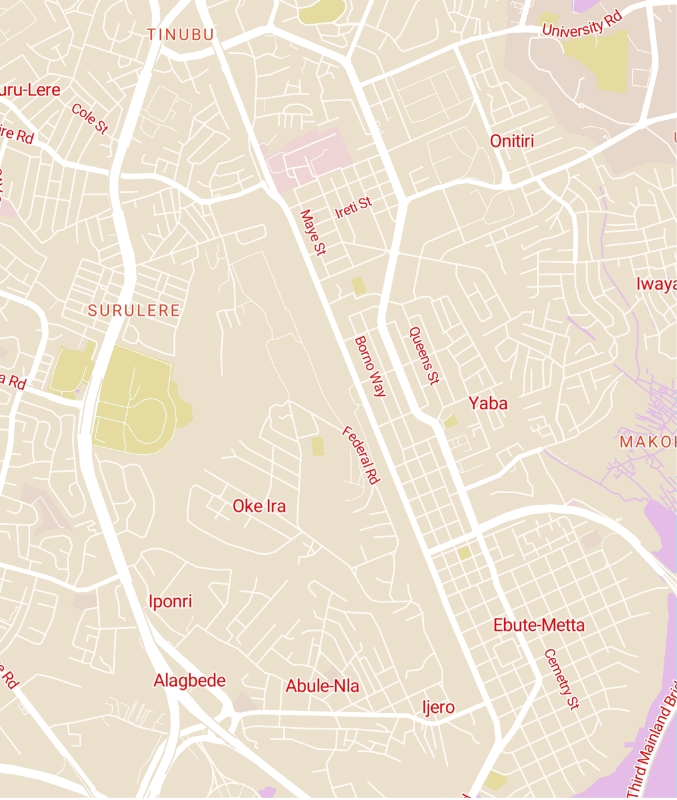 University Rd
TINUBU
uru-Lere
Cole St
ire Rd
Onitiri
Ireti St
Maye St
Iwaya
SURULERE
Queens St
Borno Way
a Rd
Yaba
MAKOK
Federal Rd
Oke Ira
Iponri
Ebute-Metta
Cemetry St
e Rd
Alagbede
Abule-Nla
Ijero
Third Mainland Brid